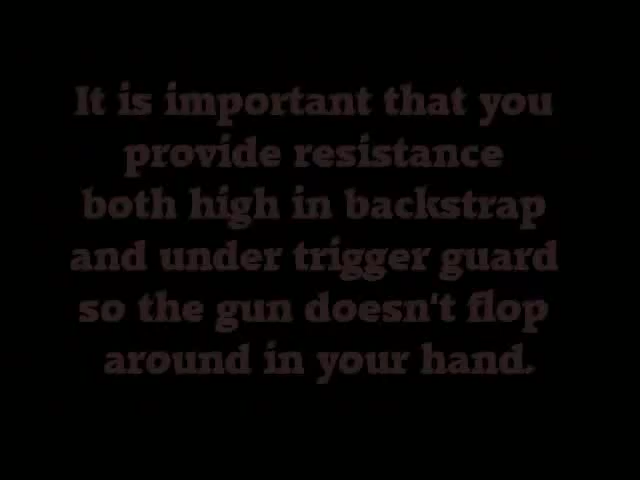 It is important that you
provide resistance
both high in backstrap
and under trigger guard
so the gun doesn't flop
around in your hand.